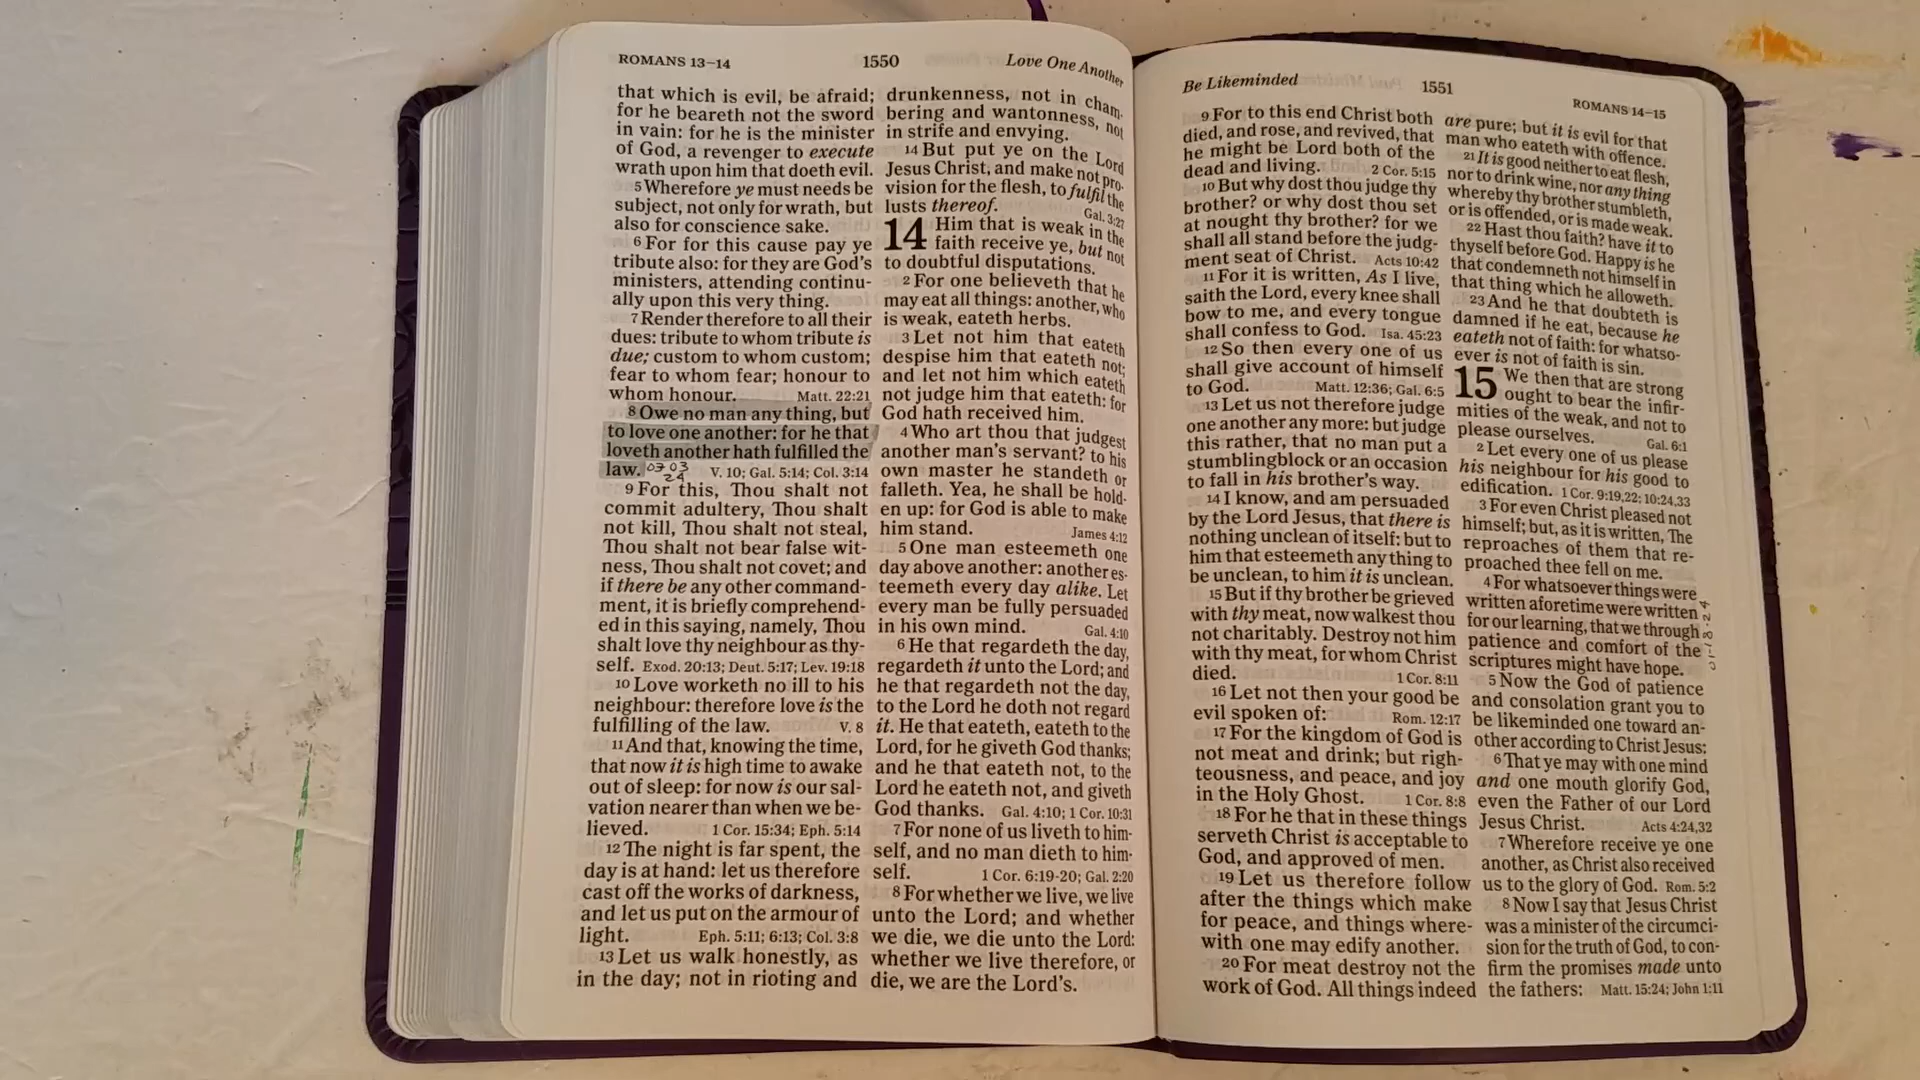 ROMANS 13–14
1550
Love One Another
that which is evil, be afraid;
for he beareth not the sword
in vain: for he is the minister
of God, a revenger to execute
wrath upon him that doeth evil.
5 Wherefore ye must needs be
subject, not only for wrath, but
also for conscience sake.
6 For for this cause pay ye
tribute also: for they are God's
ministers, attending continu-
ally upon this very thing.
7 Render therefore to all their
dues: tribute to whom tribute is
due; custom to whom custom;
fear to whom fear; honour to
whom honour. Matt. 22:21
8 Owe no man any thing, but
to love one another: for he that
loveth another hath fulfilled the
law. 03 03 24 V. 10; Gal. 5:14; Col. 3:14
9 For this, Thou shalt not
commit adultery, Thou shalt
not kill, Thou shalt not steal,
Thou shalt not bear false wit-
ness, Thou shalt not covet; and
if there be any other command-
ment, it is briefly comprehend-
ed in this saying, namely, Thou
shalt love thy neighbour as thy-
self. Exod. 20:13; Deut. 5:17; Lev. 19:18
10 Love worketh no ill to his
neighbour: therefore love is the
fulfilling of the law. V. 8
11 And that, knowing the time,
that now it is high time to awake
out of sleep: for now is our sal-
vation nearer than when we be-
lieved. 1 Cor. 15:34; Eph. 5:14
12 The night is far spent, the
day is at hand: let us therefore
cast off the works of darkness,
and let us put on the armour of
light. Eph. 5:11; 6:13; Col. 3:8
13 Let us walk honestly, as
in the day; not in rioting and
drunkenness, not in cham-
bering and wantonness, not
in strife and envying.
14 But put ye on the Lord
Jesus Christ, and make not pro-
vision for the flesh, to fulfil the
lusts thereof. Gal. 3:27
14 Him that is weak in the
faith receive ye, but not
to doubtful disputations.
2 For one believeth that he
may eat all things: another, who
is weak, eateth herbs.
3 Let not him that eateth
despise him that eateth not;
and let not him which eateth
not judge him that eateth: for
God hath received him.
4 Who art thou that judgest
another man's servant? to his
own master he standeth or
falleth. Yea, he shall be hold-
en up: for God is able to make
him stand. James 4:12
5 One man esteemeth one
day above another: another es-
teemeth every day alike. Let
every man be fully persuaded
in his own mind. Gal. 4:10
6 He that regardeth the day,
regardeth it unto the Lord; and
he that regardeth not the day,
to the Lord he doth not regard
it. He that eateth, eateth to the
Lord, for he giveth God thanks;
and he that eateth not, to the
Lord he eateth not, and giveth
God thanks. Gal. 4:10; 1 Cor. 10:31
7 For none of us liveth to him-
self, and no man dieth to him-
self. 1 Cor. 6:19-20; Gal. 2:20
8 For whether we live, we live
unto the Lord; and whether
we die, we die unto the Lord:
whether we live therefore, or
die, we are the Lord's.
Be Likeminded
1551
ROMANS 14–15
9 For to this end Christ both
died, and rose, and revived, that
he might be Lord both of the
dead and living. 2 Cor. 5:15
10 But why dost thou judge thy
brother? or why dost thou set
at nought thy brother? for we
shall all stand before the judg-
ment seat of Christ. Acts 10:42
11 For it is written, As I live,
saith the Lord, every knee shall
bow to me, and every tongue
shall confess to God. Isa. 45:23
12 So then every one of us
shall give account of himself
to God. Matt. 12:36; Gal. 6:5
13 Let us not therefore judge
one another any more: but judge
this rather, that no man put a
stumblingblock or an occasion
to fall in his brother's way.
14 I know, and am persuaded
by the Lord Jesus, that there is
nothing unclean of itself: but to
him that esteemeth any thing to
be unclean, to him it is unclean.
15 But if thy brother be grieved
with thy meat, now walkest thou
not charitably. Destroy not him
with thy meat, for whom Christ
died. 1 Cor. 8:11
16 Let not then your good be
evil spoken of: Rom. 12:17
17 For the kingdom of God is
not meat and drink; but righ-
teousness, and peace, and joy
in the Holy Ghost. 1 Cor. 8:8
18 For he that in these things
serveth Christ is acceptable to
God, and approved of men.
19 Let us therefore follow
after the things which make
for peace, and things where-
with one may edify another.
20 For meat destroy not the
work of God. All things indeed
are pure; but it is evil for that
man who eateth with offence.
21 It is good neither to eat flesh,
nor to drink wine, nor any thing
whereby thy brother stumbleth,
or is offended, or is made weak.
22 Hast thou faith? have it to
thyself before God. Happy is he
that condemneth not himself in
that thing which he alloweth.
23 And he that doubteth is
damned if he eat, because he
eateth not of faith: for whatso-
ever is not of faith is sin.
15 We then that are strong
ought to bear the infir-
mities of the weak, and not to
please ourselves. Gal. 6:1
2 Let every one of us please
his neighbour for his good to
edification. 1 Cor. 9:19,22; 10:24,33
3 For even Christ pleased not
himself; but, as it is written, The
reproaches of them that re-
proached thee fell on me.
4 For whatsoever things were
written aforetime were written
for our learning, that we through
patience and comfort of the
scriptures might have hope.
5 Now the God of patience
and consolation grant you to
be likeminded one toward an-
other according to Christ Jesus:
6 That ye may with one mind
and one mouth glorify God,
even the Father of our Lord
Jesus Christ. Acts 4:24,32
7 Wherefore receive ye one
another, as Christ also received
us to the glory of God. Rom. 5:2
8 Now I say that Jesus Christ
was a minister of the circumci-
sion for the truth of God, to con-
firm the promises made unto
the fathers: Matt. 15:24; John 1:11